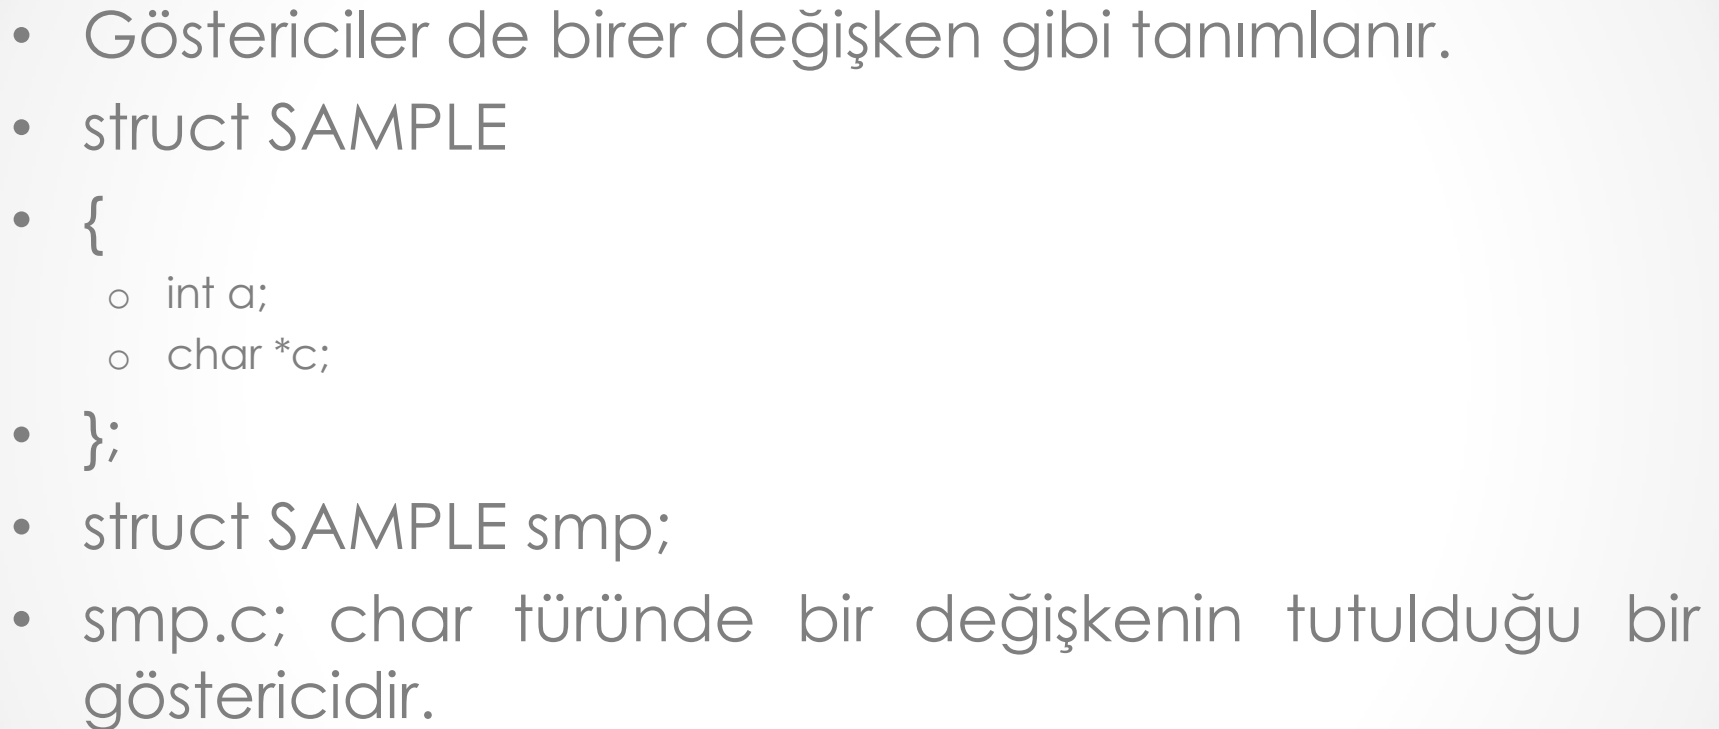 • Göstericiler de birer değişken gibi tanımlanır.
• struct SAMPLE
• {
o int a;
o char *c;
• };
• struct SAMPLE smp;
• smp.c; char türünde bir değişkenin tutulduğu bir
göstericidir.